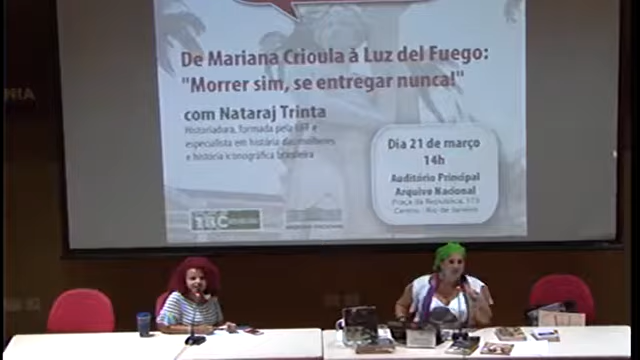 De Mariana Crioula à Luz del Fuego:
"Morrer sim, se entregar nunca!"
com Nataraj Trinta
Historiadora, formada pela
especialista em história das mulheres
e história iconográfica brasileira
Dia 21 de março
14h
Auditório Principal
Arquivo Nacional
Praça da República, 173
Centro - Rio de Janeiro
ARQUIVO NACIONAL